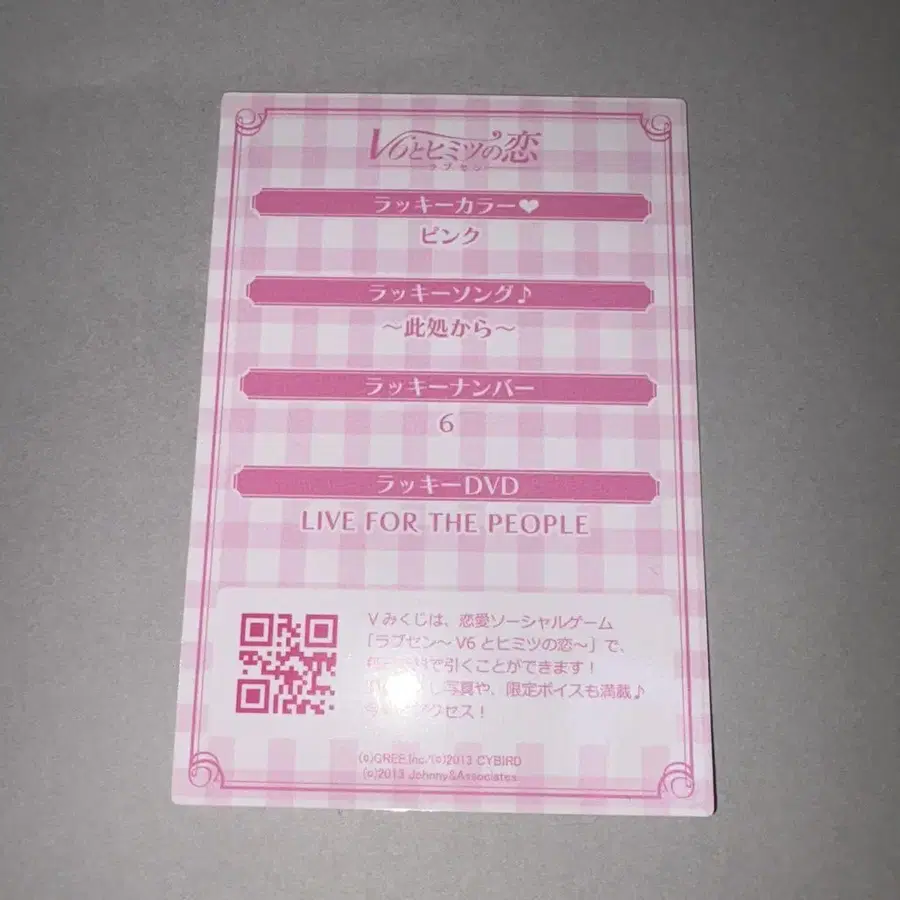 V6とヒミツの恋
ラブセン
ラッキーカラー♥
ピンク
ラッキーソング♪
～此処から～
ラッキーナンバー
6
ラッキーDVD
LIVE FOR THE PEOPLE
Vみくじは、恋愛ソーシャルゲーム
「ラブセン～V6とヒミツの恋～」で、
で引くことができます！
し写真や、限定ボイスも満載♪
クセス！
(c)GREE,Inc. (c)2013 CYBIRD
(c)2013 Johnny&Associates